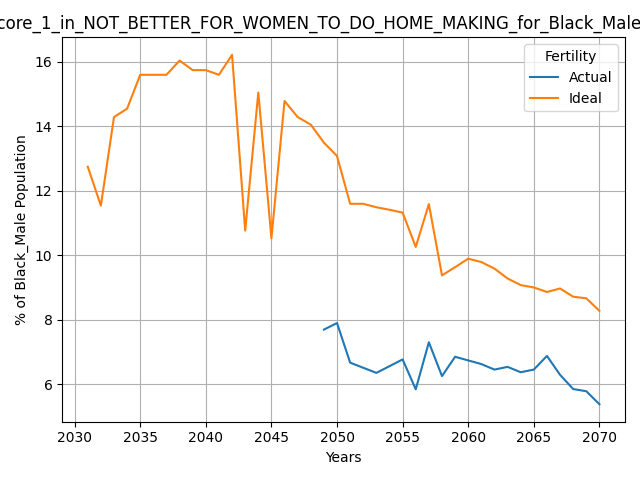 core_1_in_NOT_BETTER_FOR_WOMEN_TO_DO_HOME_MAKING_for_Black_Male
Fertility
Actual
Ideal
% of Black_Male Population
16
14
12
10
8
6
2030 2035 2040 2045 2050 2055 2060 2065 2070
Years